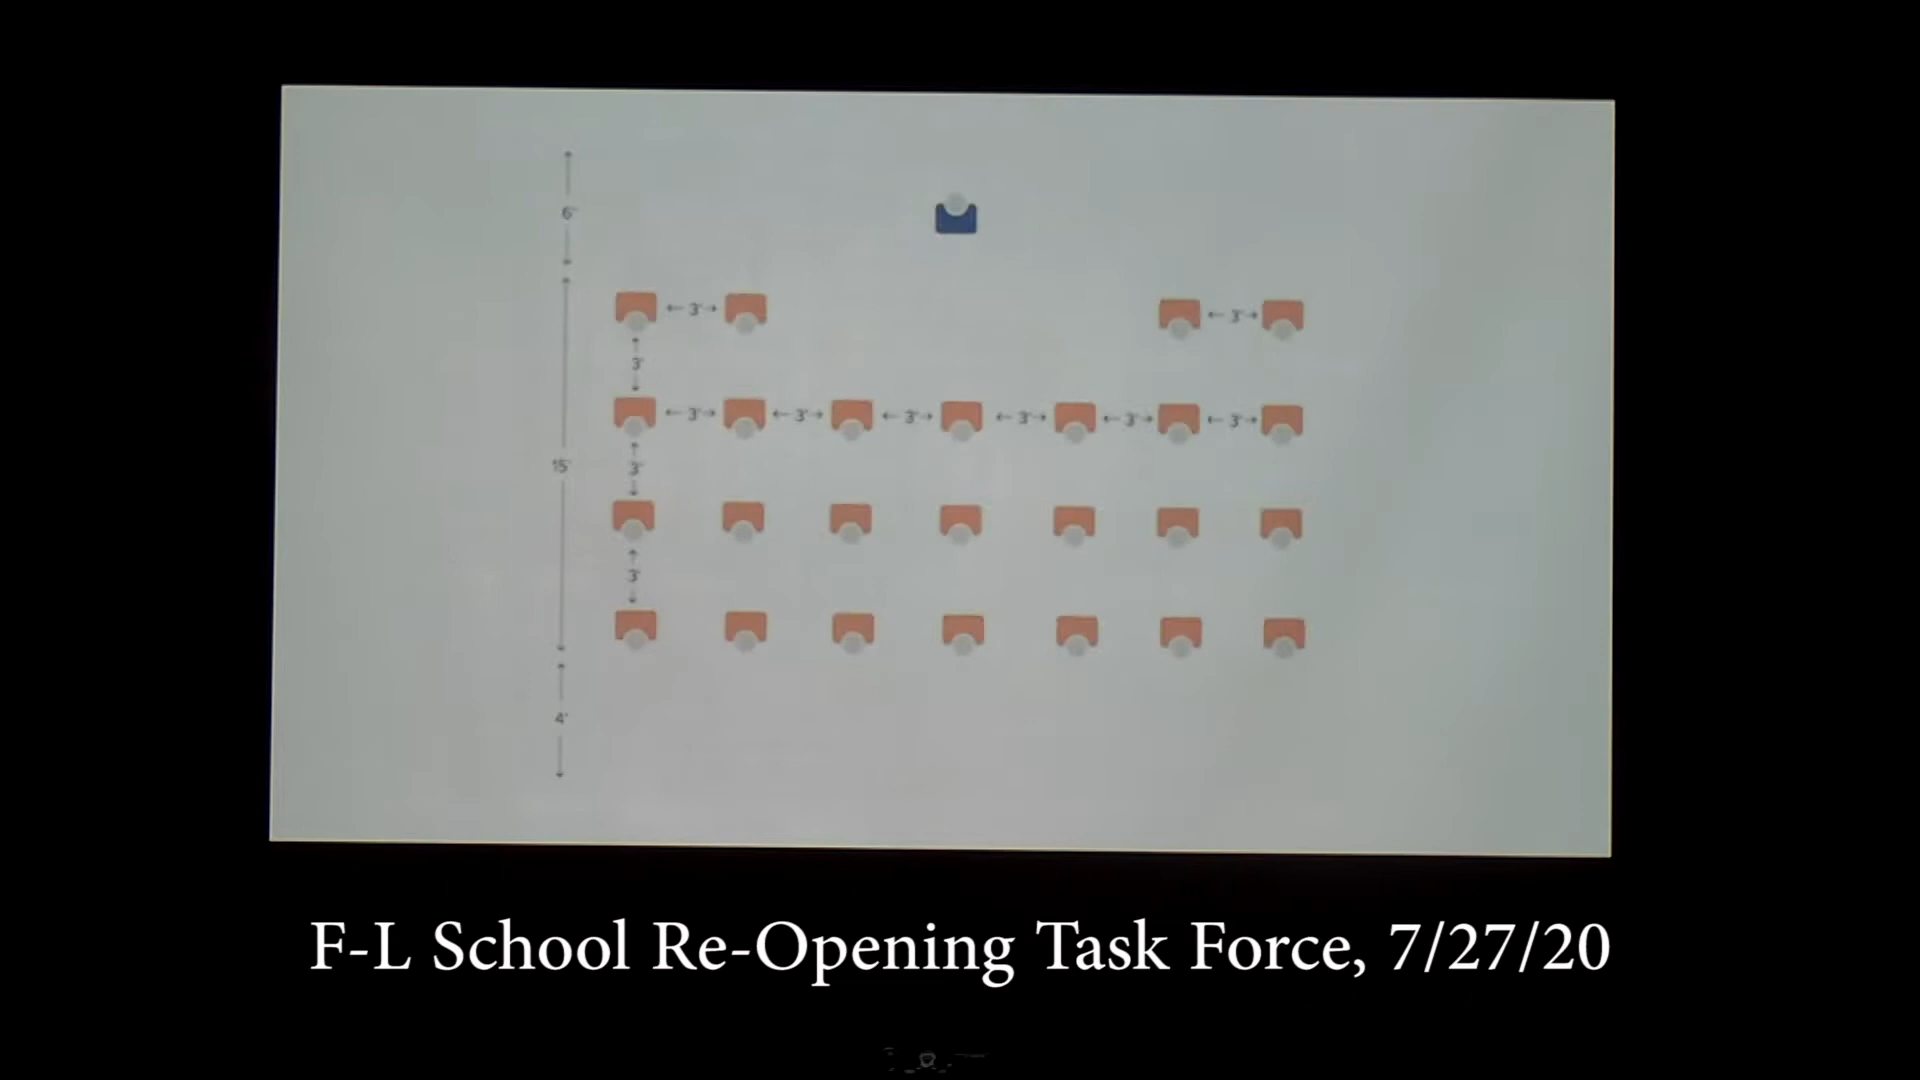 6'
← 3' →
← 3' →
3'
← 3' → ← 3' → ← 3' → ← 3' → ← 3' → ← 3' →
15'
3'
3'
4'
F-L School Re-Opening Task Force, 7/27/20